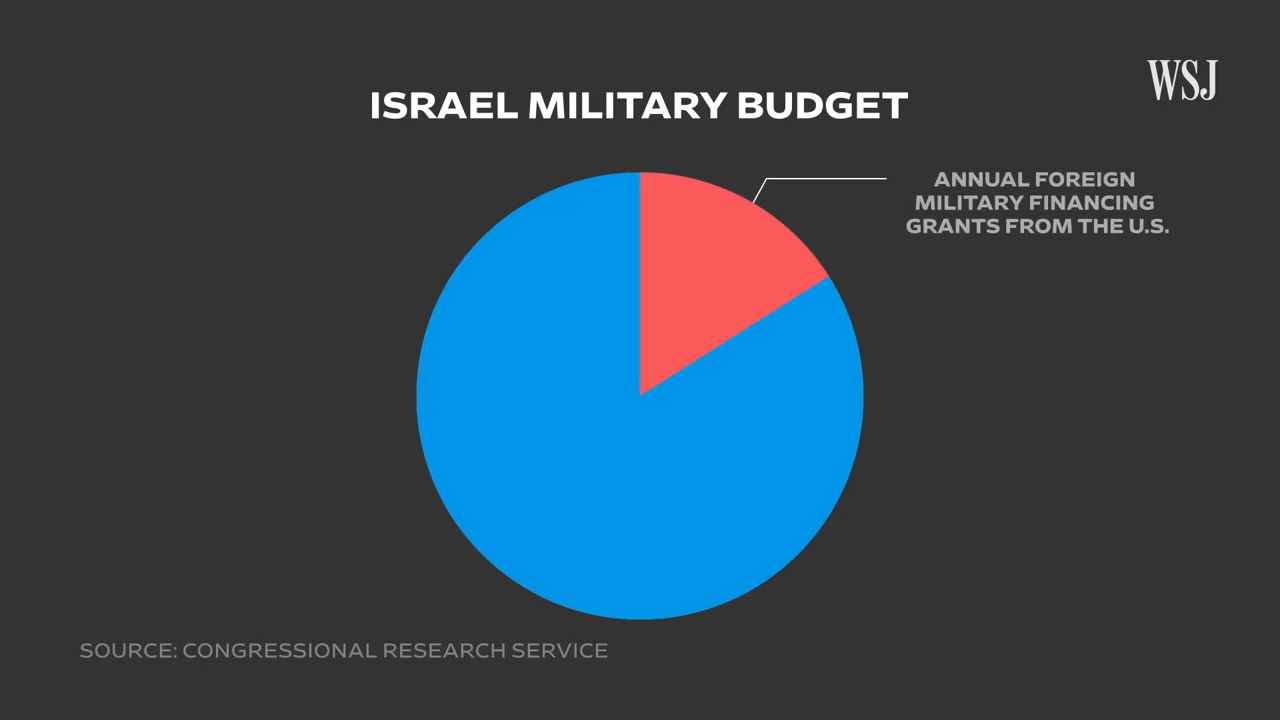 WSJ
ISRAEL MILITARY BUDGET
ANNUAL FOREIGN
MILITARY FINANCING
GRANTS FROM THE U.S.
SOURCE: CONGRESSIONAL RESEARCH SERVICE